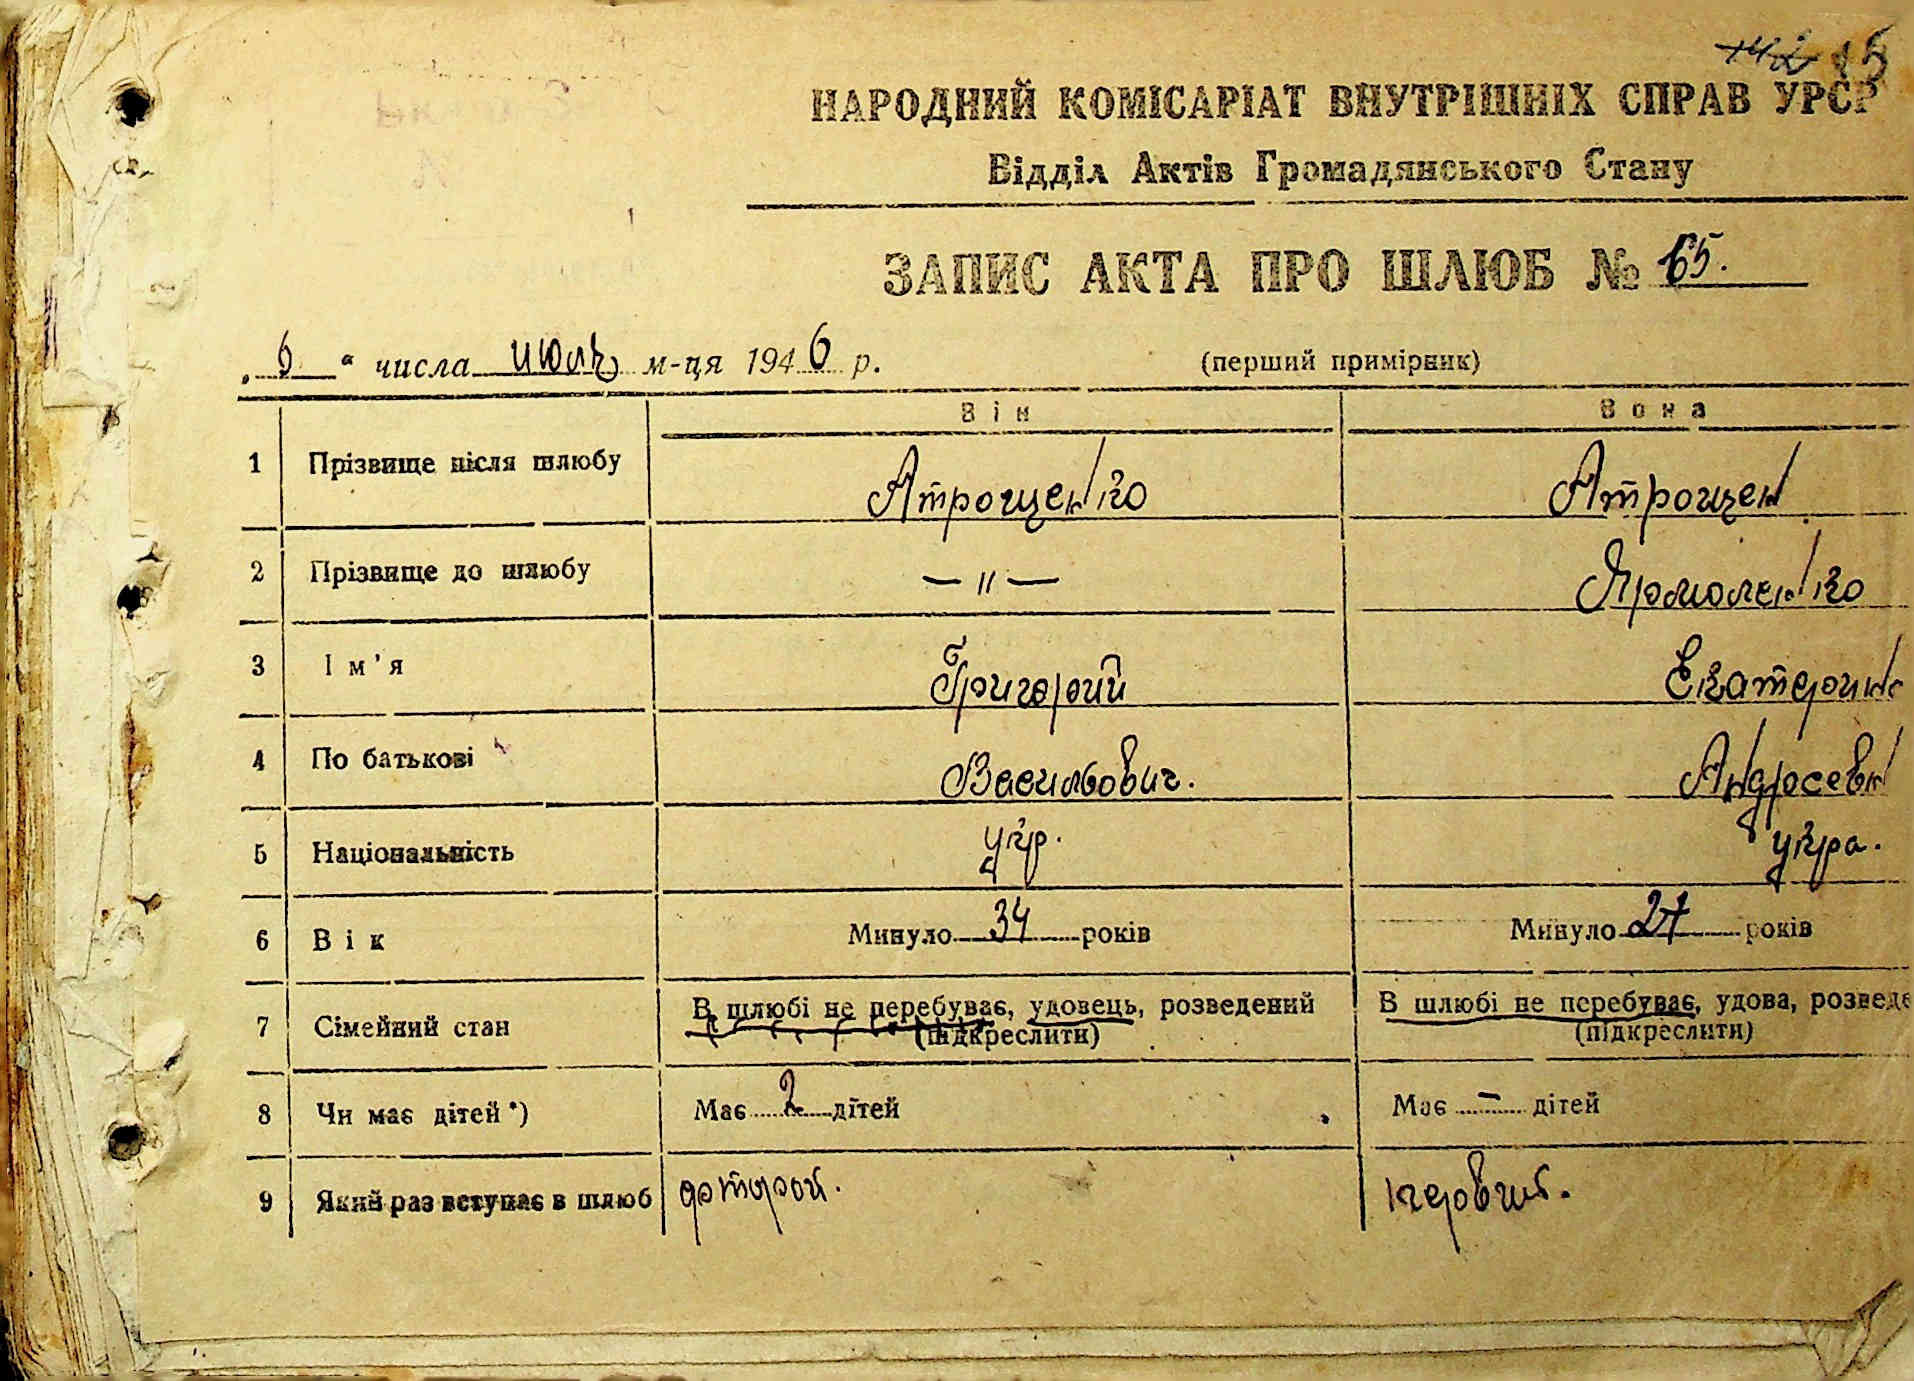 15
НАРОДНИЙ КОМІСАРІАТ ВНУТРІШНІХ СПРАВ УРСР
Відділ Актів Громадянського Стану
ЗАПИС АКТА ПРО ШЛЮБ № 65.
„ 6 “ числа июль м-ця 1946 р. (перший примірник)
Він Вона
1 Прізвище після шлюбу Атрощенко Атрощен
2 Прізвище до шлюбу — 〃 — Ярмоленко
3 Ім'я Григорий Екатерина
4 По батькові Васильович. Андреевн
5 Національність укр. укра.
6 Вік Минуло 34 років Минуло 27 років
7 Сімейний стан В шлюбі не перебуває, удовець, розведений В шлюбі не перебуває, удова, розведе
(підкреслити) (підкреслити)
8 Чи має дітей *) Має 2 дітей Має – дітей
9 Який раз вступає в шлюб